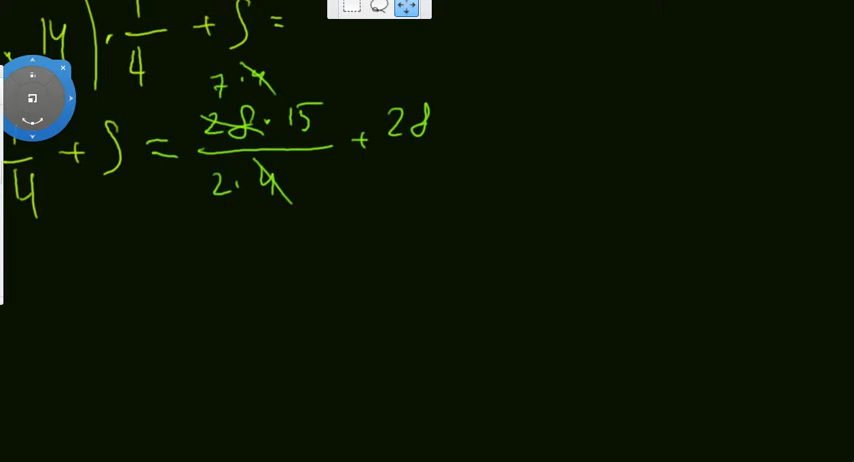 14 | · 1/4 + ∫ =
7 · 4
1/4 + ∫ = 28 · 15 / 2 · 4 + 28